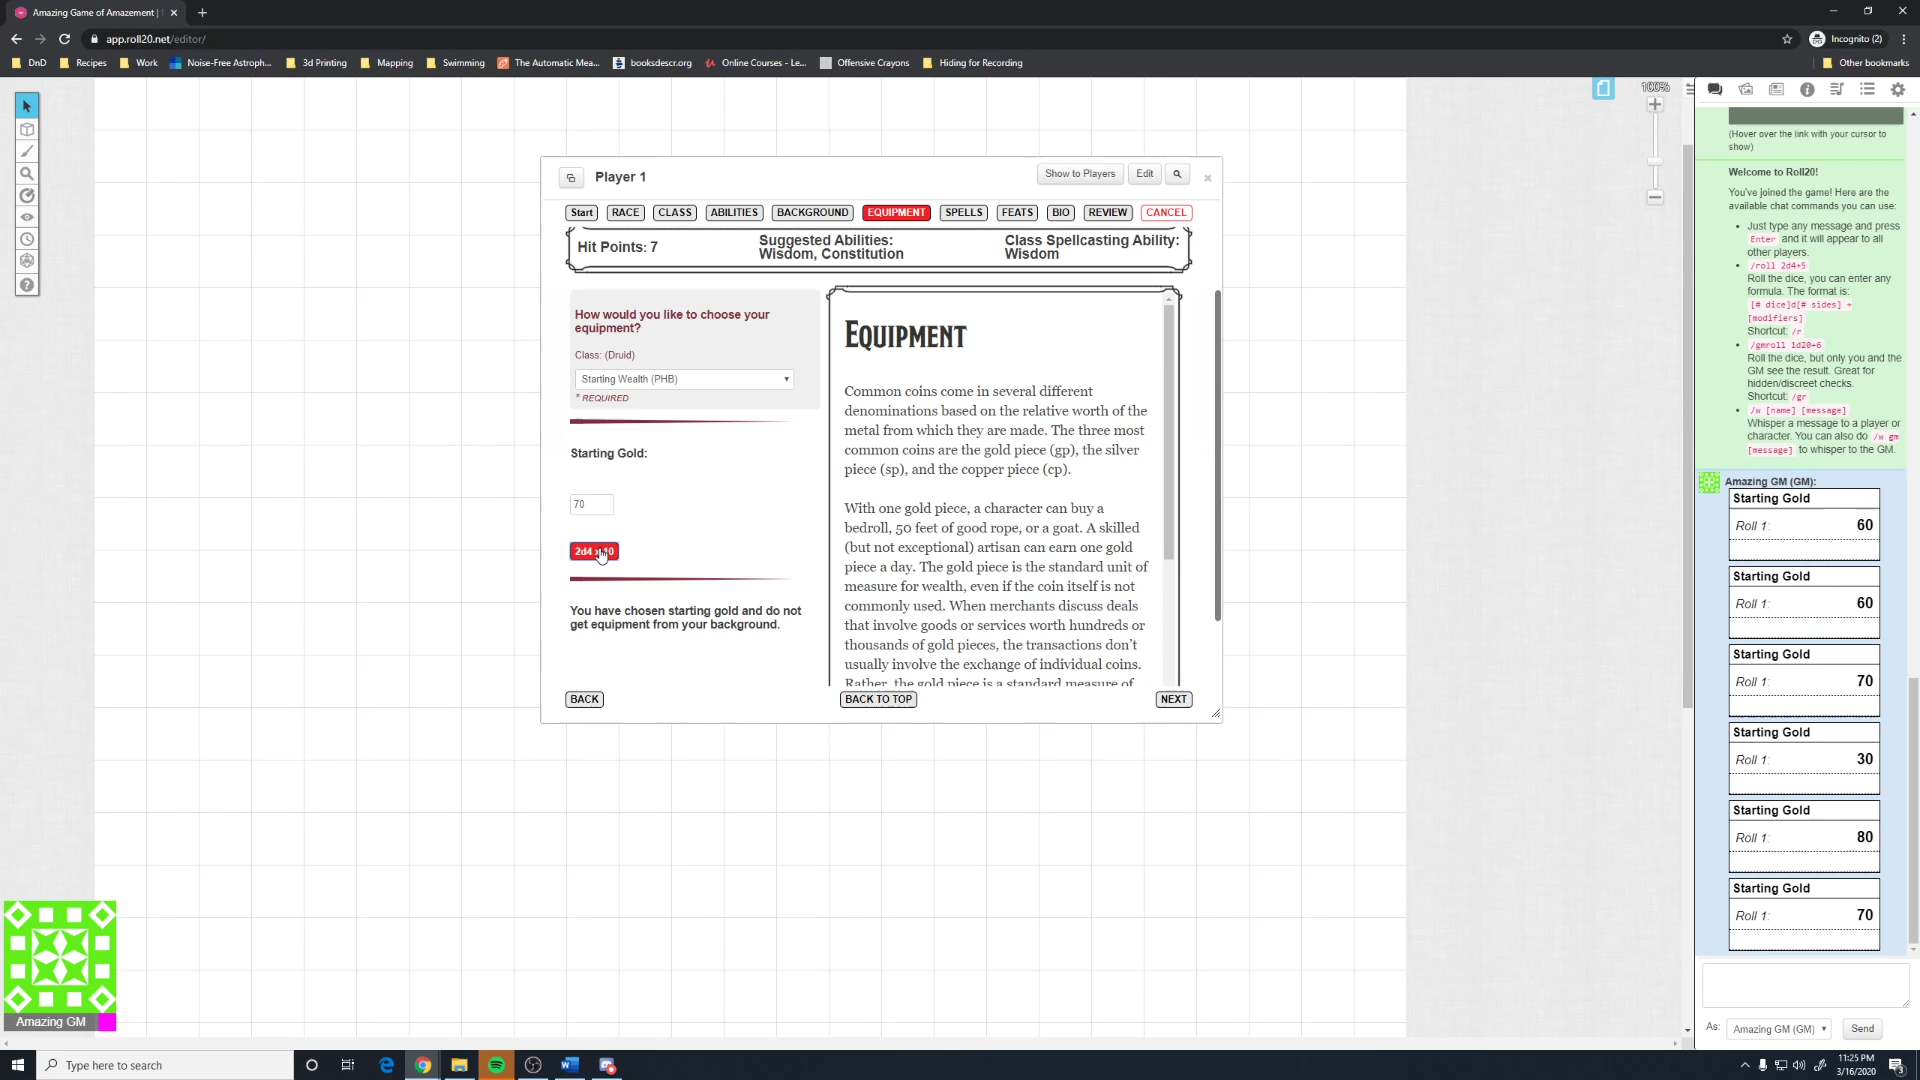 Amazing Game of Amazement |
app.roll20.net/editor/
Incognito (2)
DnD
Recipes
Work
Noise-Free Astroph...
3d Printing
Mapping
Swimming
The Automatic Mea...
booksdescr.org
Online Courses - Le...
Offensive Crayons
Hiding for Recording
Other bookmarks
100%
Player 1
Show to Players
Edit
Start
RACE
CLASS
ABILITIES
BACKGROUND
EQUIPMENT
SPELLS
FEATS
BIO
REVIEW
CANCEL
Hit Points: 7
Suggested Abilities:
Wisdom, Constitution
Class Spellcasting Ability:
Wisdom
How would you like to choose your
equipment?
Class: (Druid)
Starting Wealth (PHB)
* REQUIRED
Starting Gold:
70
2d4 x 10
You have chosen starting gold and do not
get equipment from your background.
EQUIPMENT
Common coins come in several different
denominations based on the relative worth of the
metal from which they are made. The three most
common coins are the gold piece (gp), the silver
piece (sp), and the copper piece (cp).
With one gold piece, a character can buy a
bedroll, 50 feet of good rope, or a goat. A skilled
(but not exceptional) artisan can earn one gold
piece a day. The gold piece is the standard unit of
measure for wealth, even if the coin itself is not
commonly used. When merchants discuss deals
that involve goods or services worth hundreds or
thousands of gold pieces, the transactions don't
usually involve the exchange of individual coins.
Rather, the gold piece is a standard measure of
BACK
BACK TO TOP
NEXT
(Hover over the link with your cursor to
show)
Welcome to Roll20!
You've joined the game! Here are the
available chat commands you can use:
• Just type any message and press
Enter and it will appear to all
other players.
• /roll 2d4+5
Roll the dice, you can enter any
formula. The format is:
[# dice]d[# sides] +
[modifiers]
Shortcut: /r
• /gmroll 1d20+6
Roll the dice, but only you and the
GM see the result. Great for
hidden/discreet checks.
Shortcut: /gr
• /w [name] [message]
Whisper a message to a player or
character. You can also do /w gm
[message] to whisper to the GM.
Amazing GM (GM):
Starting Gold
Roll 1: 60
Starting Gold
Roll 1: 60
Starting Gold
Roll 1: 70
Starting Gold
Roll 1: 30
Starting Gold
Roll 1: 80
Starting Gold
Roll 1: 70
As: Amazing GM (GM)
Send
Amazing GM
Type here to search
11:25 PM
3/16/2020
3